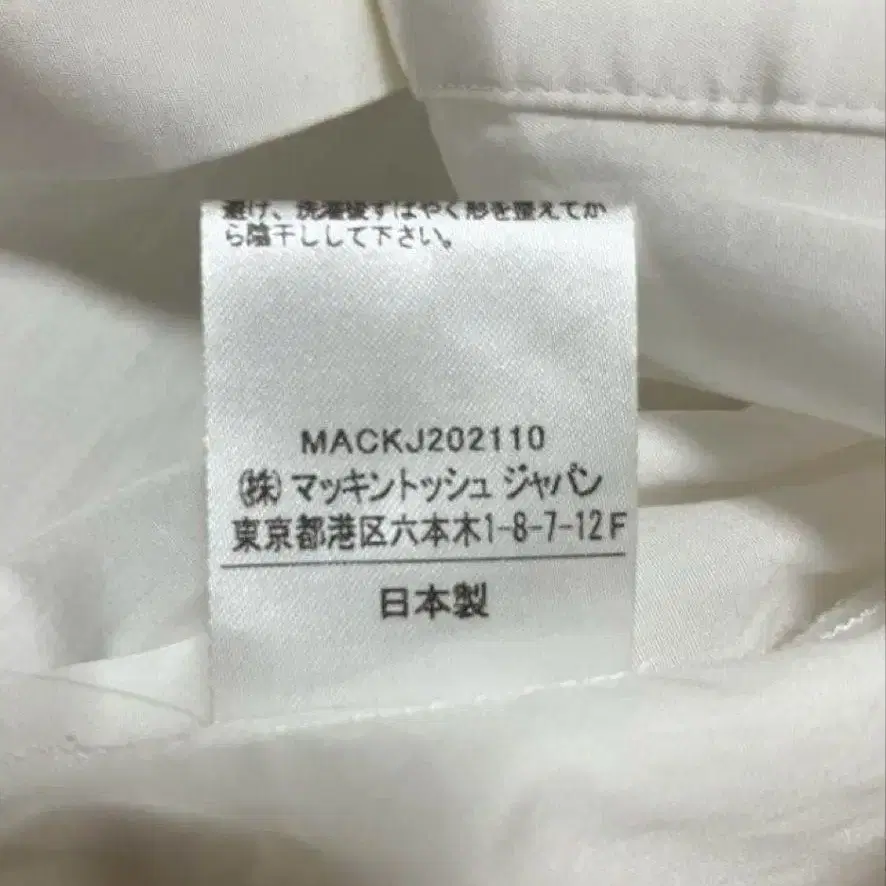 避け、洗濯後すばやく形を整えてか
ら陰干しして下さい。
MACKJ202110
(株)マッキントッシュ ジャパン
東京都港区六本木1-8-7-12F
日本製